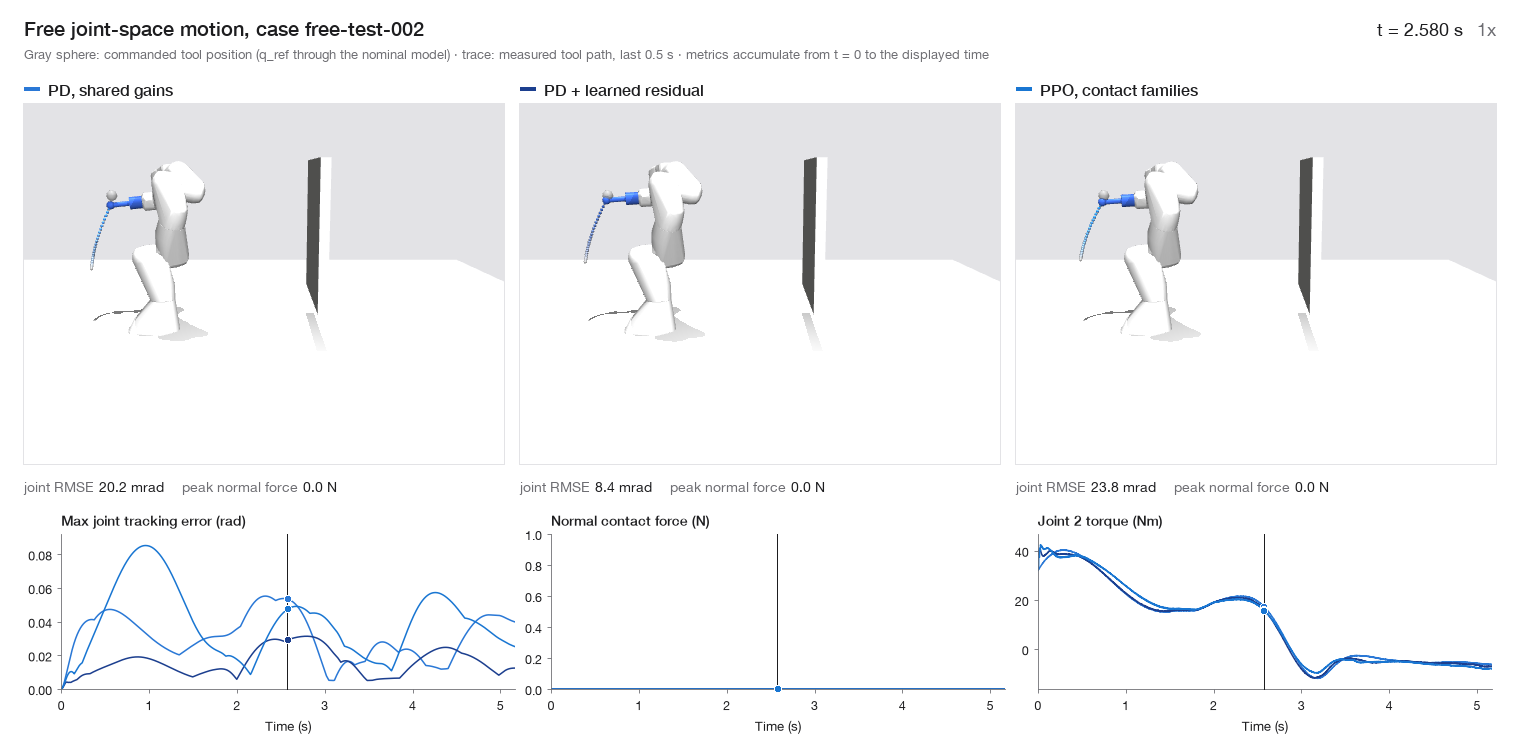 Free joint-space motion, case free-test-002
t = 2.580 s 1x
Gray sphere: commanded tool position (q_ref through the nominal model) · trace: measured tool path, last 0.5 s · metrics accumulate from t = 0 to the displayed time
PD, shared gains
PD + learned residual
PPO, contact families
joint RMSE 20.2 mrad peak normal force 0.0 N
joint RMSE 8.4 mrad peak normal force 0.0 N
joint RMSE 23.8 mrad peak normal force 0.0 N
Max joint tracking error (rad)
0.08
0.06
0.04
0.02
0.00
0 1 2 3 4 5
Time (s)
Normal contact force (N)
1.0
0.8
0.6
0.4
0.2
0.0
0 1 2 3 4 5
Time (s)
Joint 2 torque (Nm)
40
20
0
0 1 2 3 4 5
Time (s)